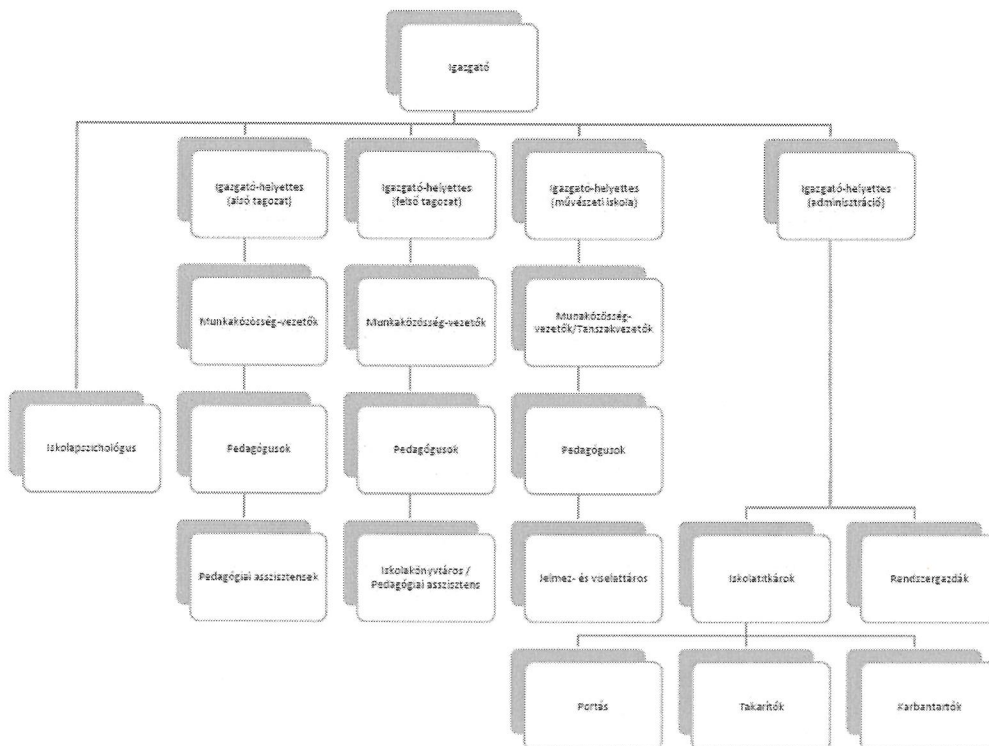 Igazgató
Igazgató-helyettes
(alsó tagozat)
Igazgató-helyettes
(felső tagozat)
Igazgató-helyettes
(művészeti iskola)
Igazgató-helyettes
(adminisztráció)
Munkaközösség-vezetők
Munkaközösség-vezetők
Munaközösség-
vezetők/Tanszakvezetők
Iskolapszichológus
Pedagógusok
Pedagógusok
Pedagógusok
Pedagógiai asszisztensek
Iskolakönyvtáros /
Pedagógiai asszisztens
Jelmez- és viselettáros
Iskolatitkárok
Rendszergazdák
Portás
Takarítók
Karbantartók